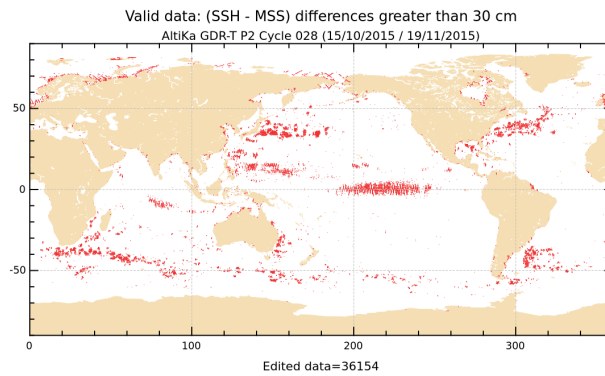 Valid data: (SSH - MSS) differences greater than 30 cm
AltiKa GDR-T P2 Cycle 028 (15/10/2015 / 19/11/2015)
50
0
-50
0
100
200
300
Edited data=36154